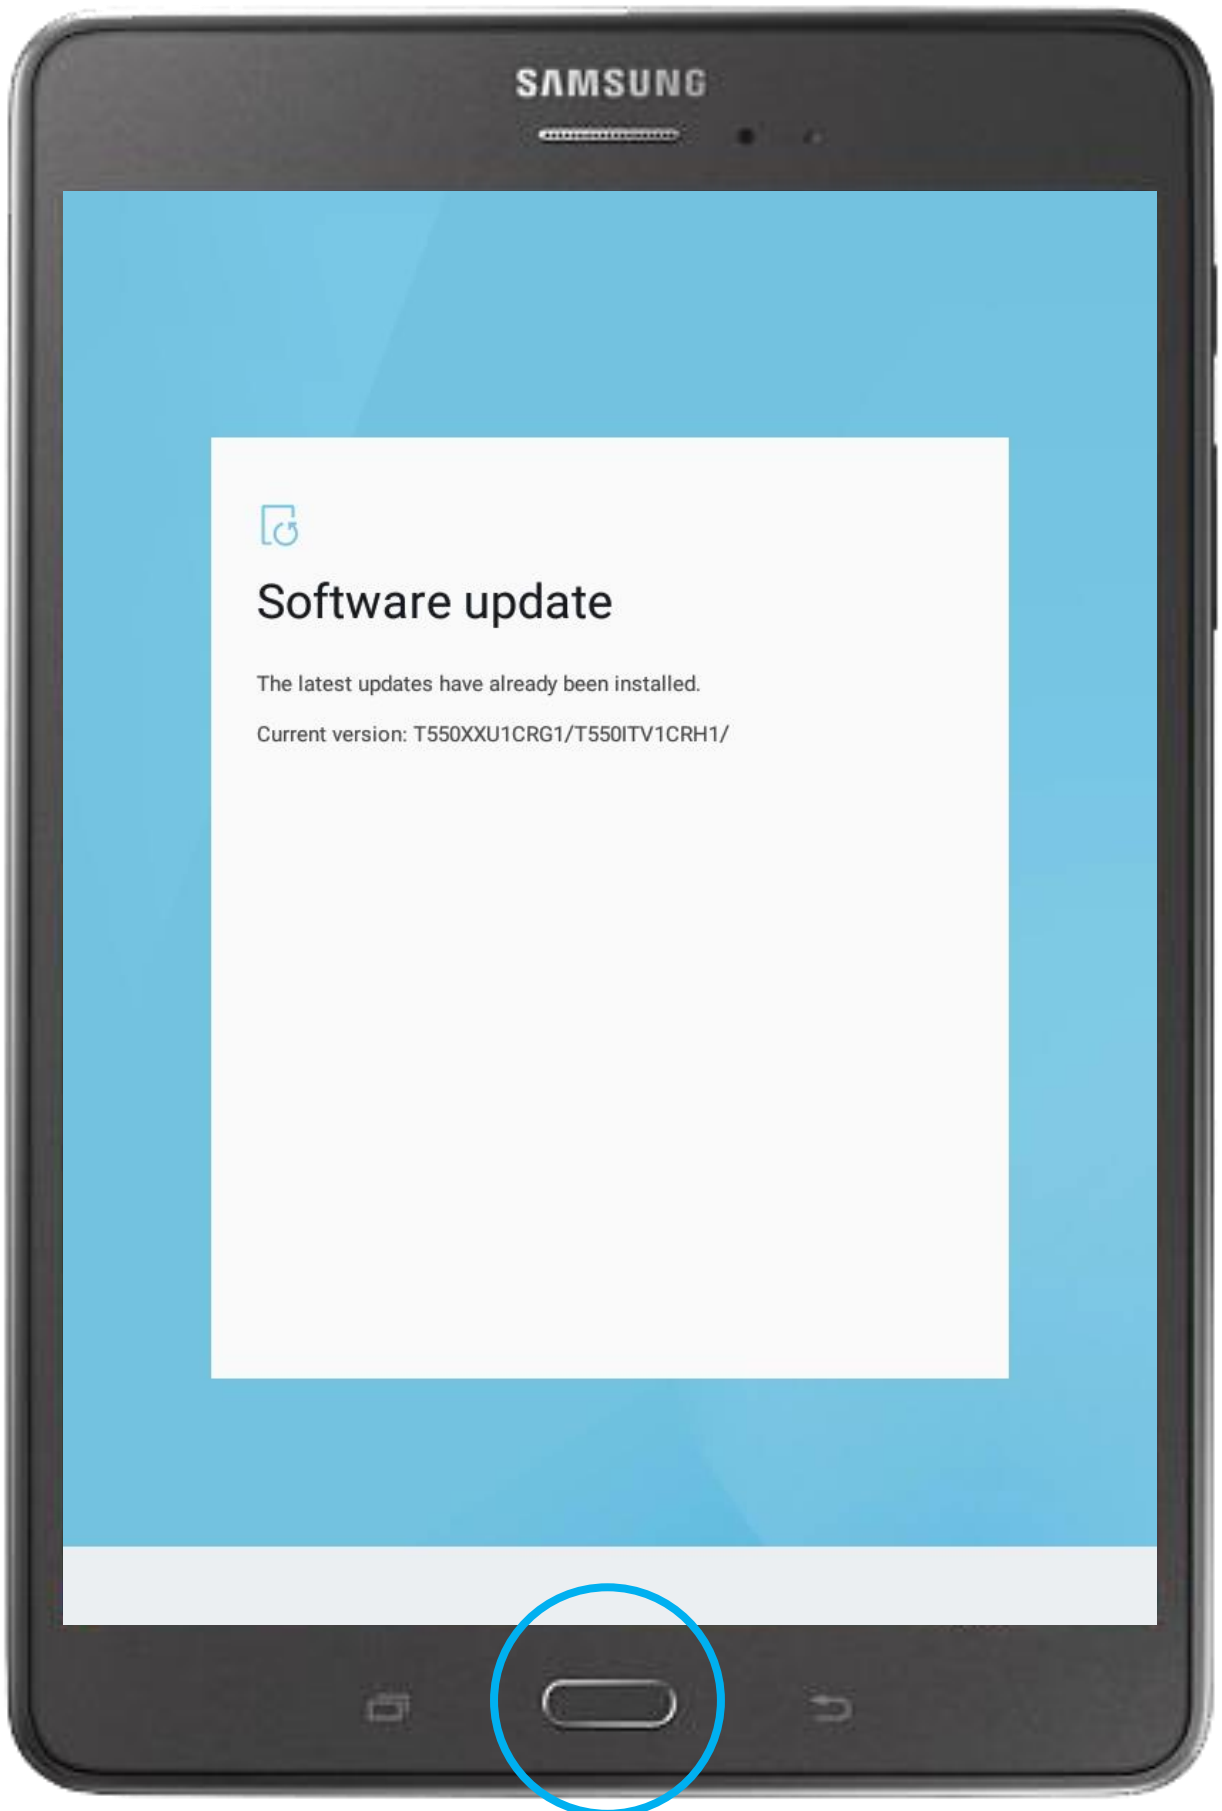 SAMSUNG
Software update
The latest updates have already been installed.
Current version: T550XXU1CRG1/T550ITV1CRH1/